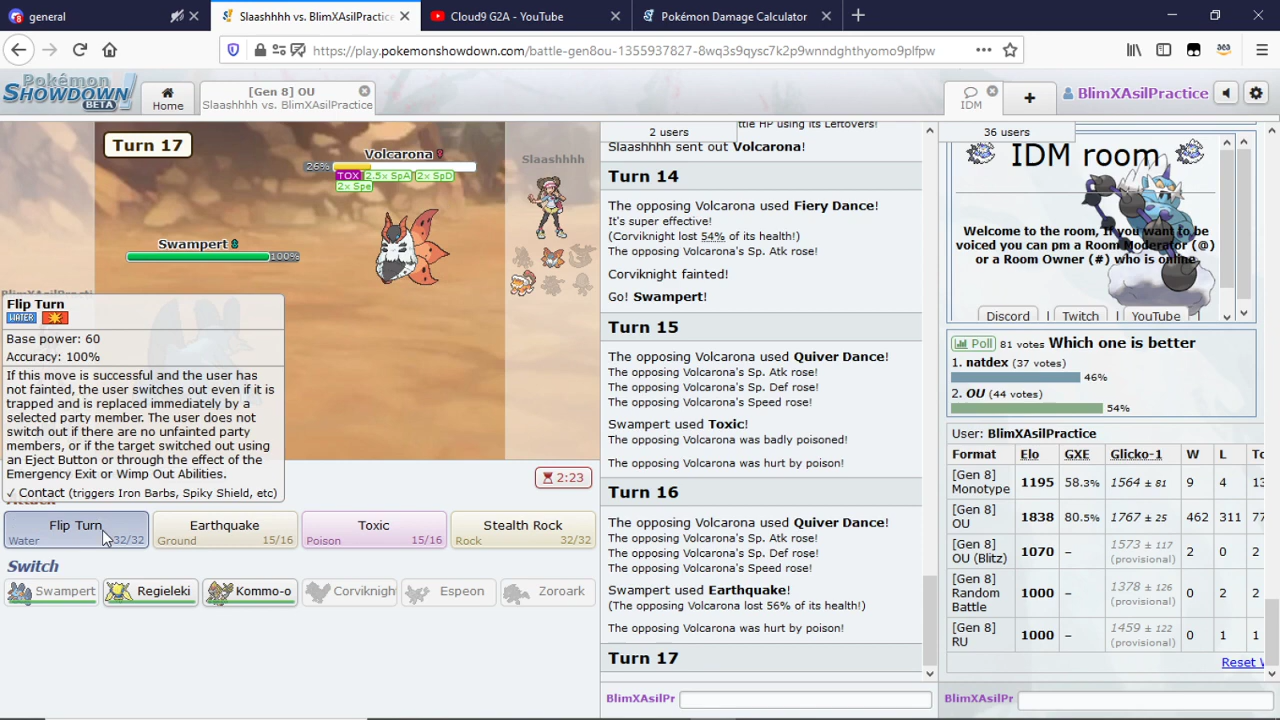 general
Slaashhhh vs. BlimXAsilPractice
Cloud9 G2A - YouTube
Pokémon Damage Calculator
https://play.pokemonshowdown.com/battle-gen8ou-1355937827-8wq3s9qysc7k2p9wnndghthyomo9plfpw
Pokémon
SHOWDOWN
BETA
Home
[Gen 8] OU
Slaashhhh vs. BlimXAsilPractice
IDM
BlimXAsilPractice
Turn 17
Volcarona
26%
TOX 2.5x SpA 2x SpD
2x Spe
Swampert
100%
Slaashhhh
Flip Turn
WATER
Base power: 60
Accuracy: 100%
If this move is successful and the user has
not fainted, the user switches out even if it is
trapped and is replaced immediately by a
selected party member. The user does not
switch out if there are no unfainted party
members, or if the target switched out using
an Eject Button or through the effect of the
Emergency Exit or Wimp Out Abilities.
✓ Contact (triggers Iron Barbs, Spiky Shield, etc)
2:23
Flip Turn
Water 32/32
Earthquake
Ground 15/16
Toxic
Poison 15/16
Stealth Rock
Rock 32/32
Switch
Swampert
Regieleki
Kommo-o
Corviknigh
Espeon
Zoroark
2 users
ttle HP using its Leftovers!
Slaashhhh sent out Volcarona!
Turn 14
The opposing Volcarona used Fiery Dance!
It's super effective!
(Corviknight lost 54% of its health!)
The opposing Volcarona's Sp. Atk rose!
Corviknight fainted!
Go! Swampert!
Turn 15
The opposing Volcarona used Quiver Dance!
The opposing Volcarona's Sp. Atk rose!
The opposing Volcarona's Sp. Def rose!
The opposing Volcarona's Speed rose!
Swampert used Toxic!
The opposing Volcarona was badly poisoned!
The opposing Volcarona was hurt by poison!
Turn 16
The opposing Volcarona used Quiver Dance!
The opposing Volcarona's Sp. Atk rose!
The opposing Volcarona's Sp. Def rose!
The opposing Volcarona's Speed rose!
Swampert used Earthquake!
(The opposing Volcarona lost 56% of its health!)
The opposing Volcarona was hurt by poison!
Turn 17
BlimXAsilPr
36 users
IDM room
Welcome to the room, If you want to be
voiced you can pm a Room Moderator (@)
or a Room Owner (#) who is online
Discord | Twitch | YouTube
Poll 81 votes Which one is better
1. natdex (37 votes)
46%
2. OU (44 votes)
54%
User: BlimXAsilPractice
Format Elo GXE Glicko-1 W L To
[Gen 8] Monotype 1195 58.3% 1564 ± 81 9 4 13
[Gen 8] OU 1838 80.5% 1767 ± 25 462 311 77
[Gen 8] OU (Blitz) 1070 – 1573 ± 117 (provisional) 2 0 2
[Gen 8] Random Battle 1000 – 1378 ± 126 (provisional) 0 2 2
[Gen 8] RU 1000 – 1459 ± 122 (provisional) 0 1 1
Reset W
BlimXAsilPr